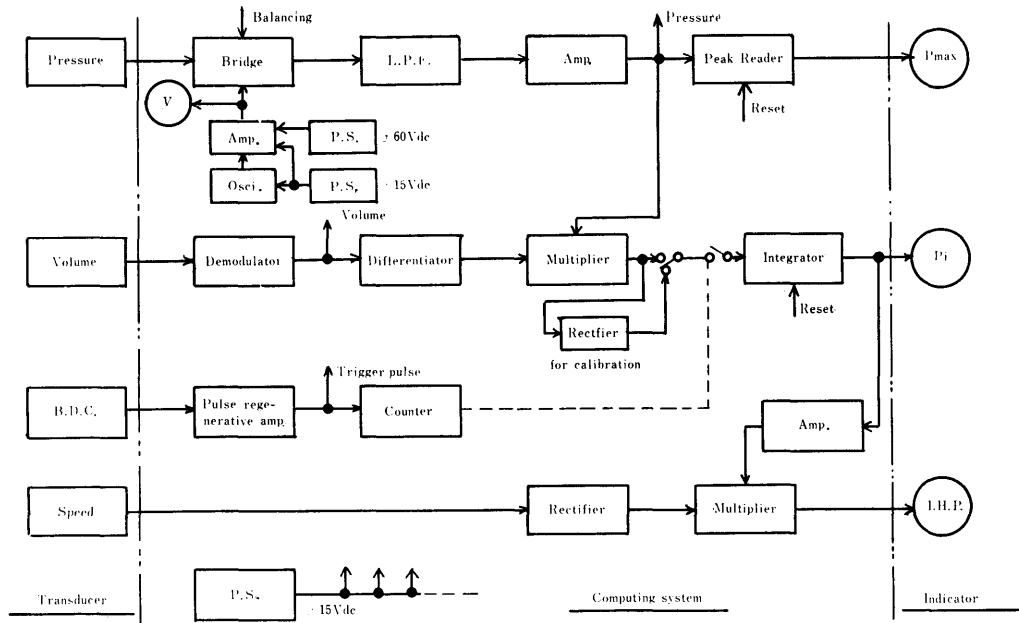 Balancing
Pressure
Pressure
Bridge
L.P.F.
Amp.
Peak Reader
Pmax
V
Reset
Amp.
P.S.
60Vdc
Osci.
P.S.
15Vdc
Volume
Volume
Demodulator
Differentiator
Multiplier
Integrator
Pi
Rectfier
Reset
for calibration
Trigger pulse
B.D.C.
Pulse rege-
nerative amp.
Counter
Amp.
Speed
Rectifier
Multiplier
I.H.P.
P.S.
15Vdc
Transducer
Computing system
Indicator